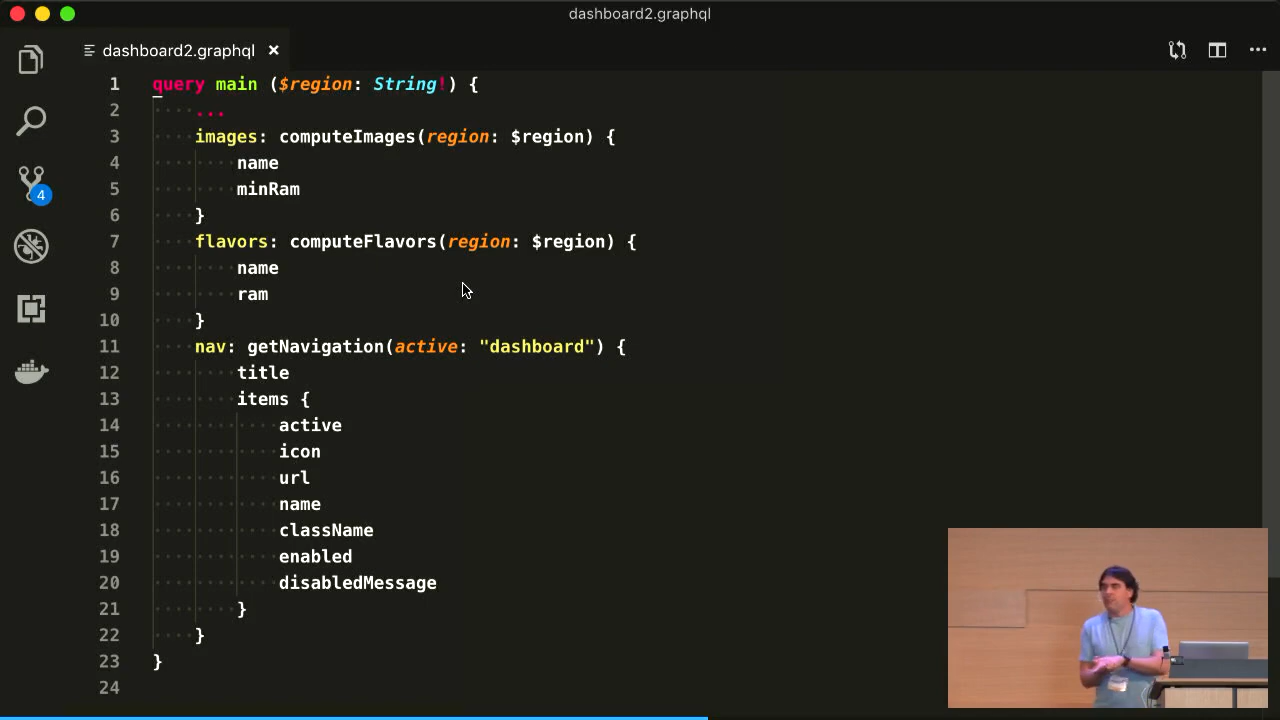 dashboard2.graphql
dashboard2.graphql
1 query main ($region: String!) {
2 ...
3 images: computeImages(region: $region) {
4 name
5 minRam
6 }
7 flavors: computeFlavors(region: $region) {
8 name
9 ram
10 }
11 nav: getNavigation(active: "dashboard") {
12 title
13 items {
14 active
15 icon
16 url
17 name
18 className
19 enabled
20 disabledMessage
21 }
22 }
23 }
24
4